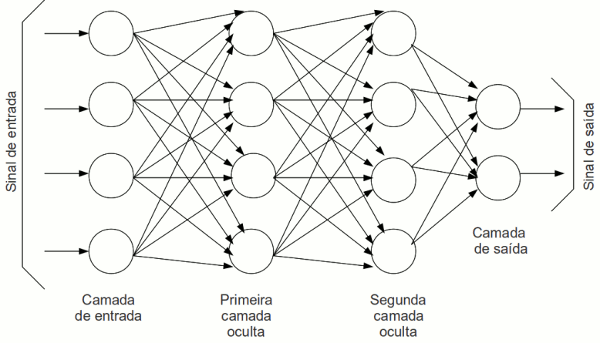 Sinal de entrada
Camada
de entrada
Primeira
camada
oculta
Segunda
camada
oculta
Camada
de saída
Sinal de saída